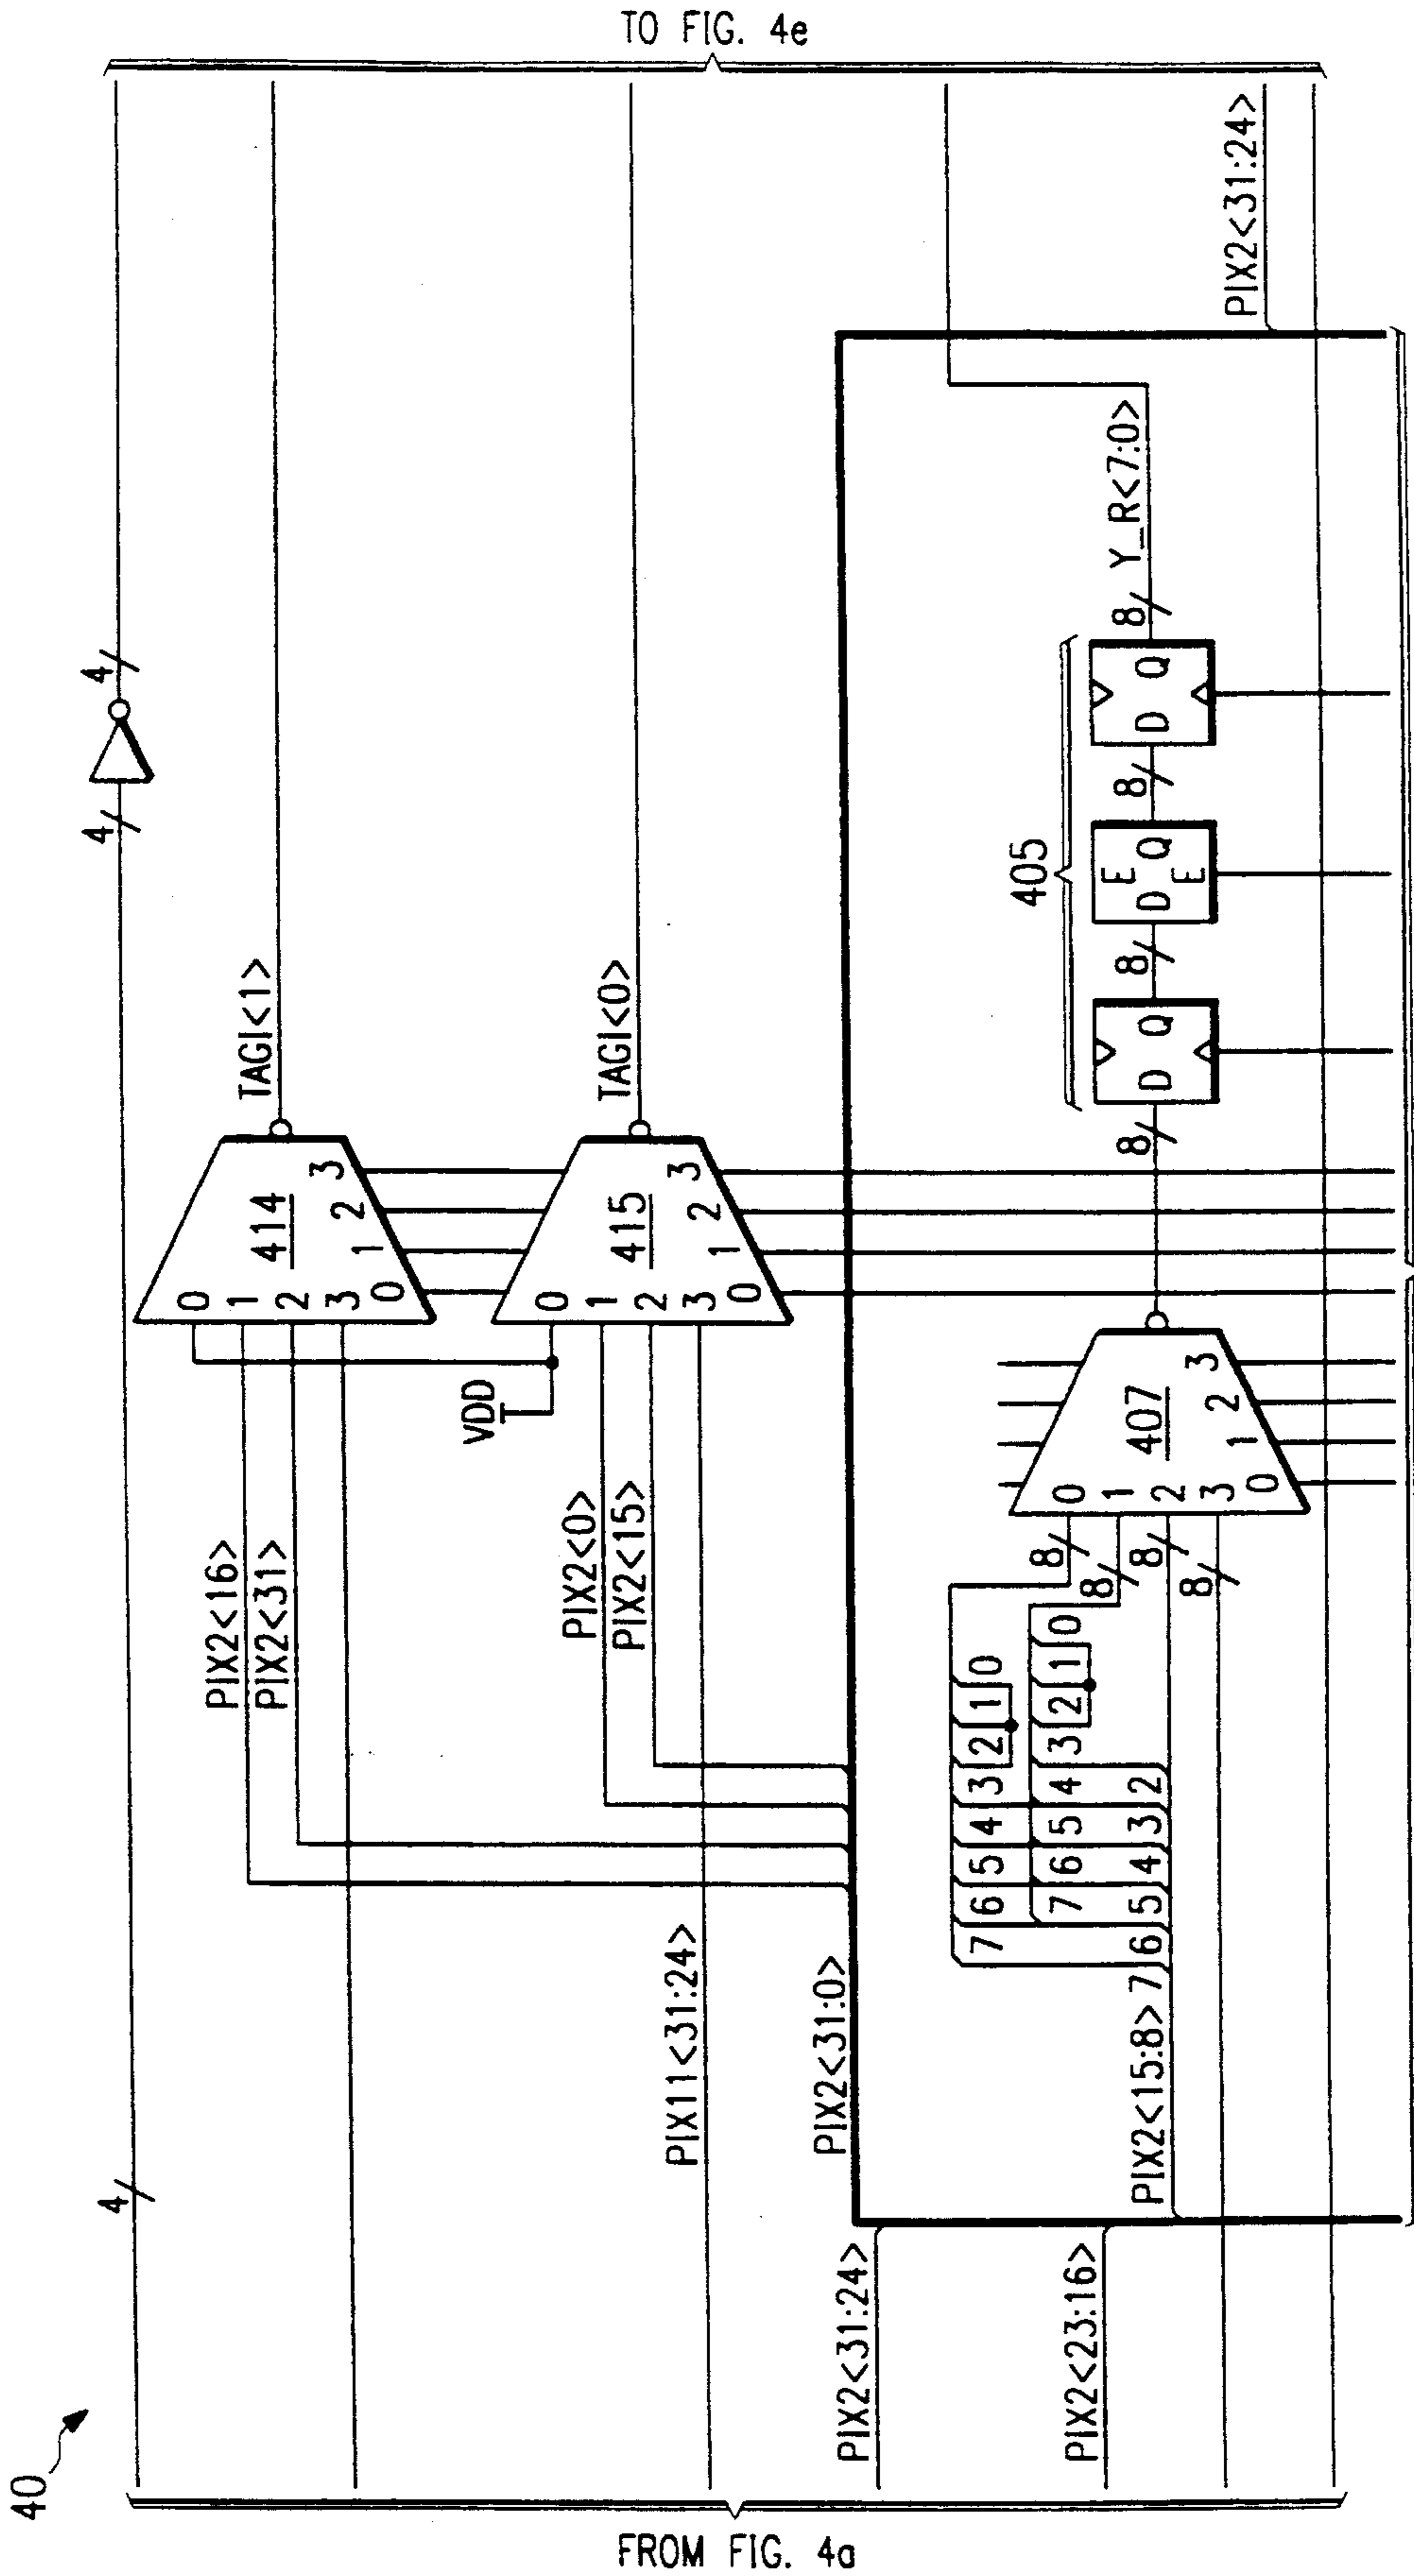 TO FIG. 4e
40
4
4
4
TAGI<1>
414
0 1 2 3
0 1 2 3
PIX2<16>
PIX2<31>
VDD
TAGI<0>
415
0 1 2 3
0 1 2 3
PIX2<0>
PIX2<15>
PIX11<31:24>
PIX2<31:0>
PIX2<31:24>
PIX2<23:16>
PIX2<15:8>
7 6 5 4 3 2 1 0
7 6 5 4 3 2 1 0
7 6 5 4 3 2
8
8
8
8
407
0 1 2 3
0 1 2 3
8
405
D Q
8
D Q
E E
8
D Q
8
Y_R<7:0>
PIX2<31:24>
FROM FIG. 4a